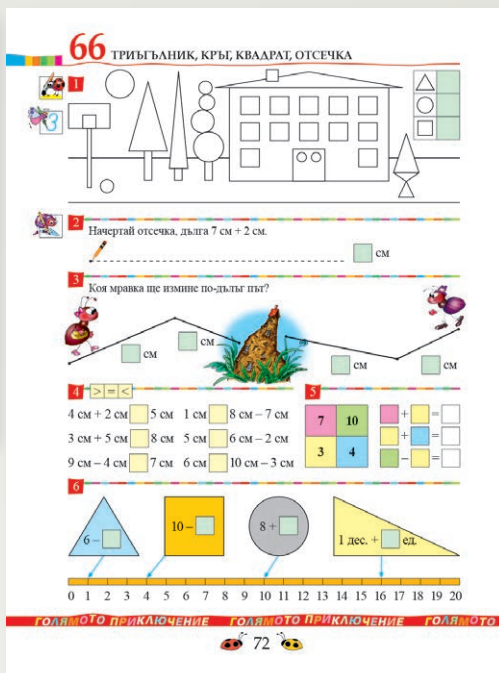 66 ТРИЪГЪЛНИК, КРЪГ, КВАДРАТ, ОТСЕЧКА
1
3
2
Начертай отсечка, дълга 7 см + 2 см.
см
3
Коя мравка ще измине по-дълъг път?
см
см
см
см
4 > = <
4 см + 2 см 5 см 1 см 8 см – 7 см
3 см + 5 см 8 см 5 см 6 см – 2 см
9 см – 4 см 7 см 6 см 10 см – 3 см
5
7 10
3 4
+ =
+ =
– =
6
6 –
10 –
8 +
1 дес. + ед.
0 1 2 3 4 5 6 7 8 9 10 11 12 13 14 15 16 17 18 19 20
ГОЛЯМОТО ПРИКЛЮЧЕНИЕ ГОЛЯМОТО ПРИКЛЮЧЕНИЕ ГОЛЯМОТО
72